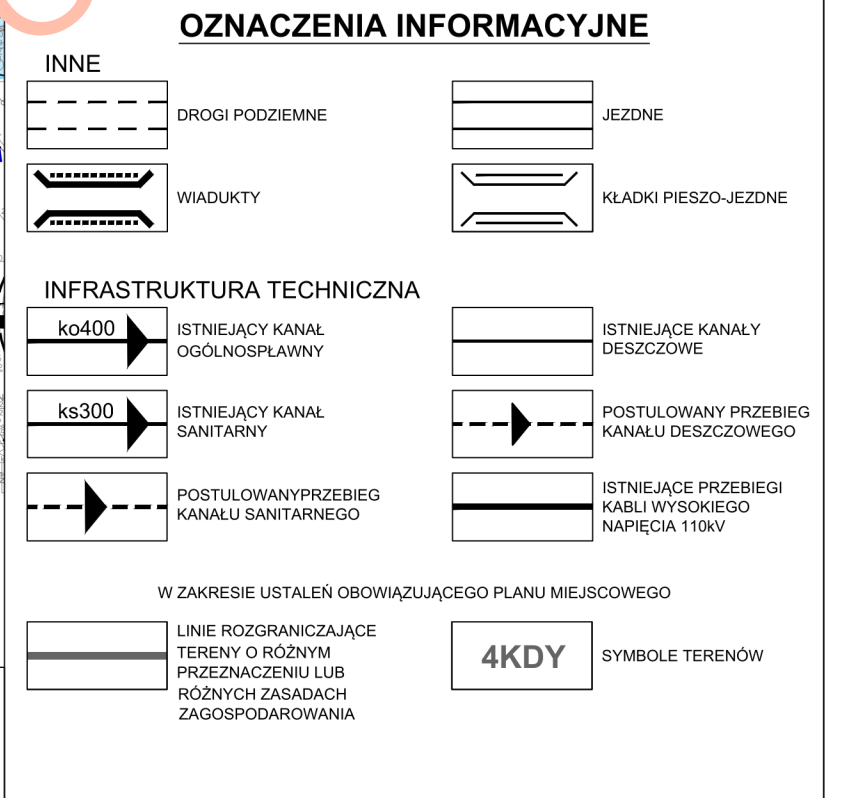 OZNACZENIA INFORMACYJNE
INNE
DROGI PODZIEMNE
JEZDNE
WIADUKTY
KŁADKI PIESZO-JEZDNE
INFRASTRUKTURA TECHNICZNA
ko400
ISTNIEJĄCY KANAŁ
OGÓLNOSPŁAWNY
ISTNIEJĄCE KANAŁY
DESZCZOWE
ks300
ISTNIEJĄCY KANAŁ
SANITARNY
POSTULOWANY PRZEBIEG
KANAŁU DESZCZOWEGO
POSTULOWANYPRZEBIEG
KANAŁU SANITARNEGO
ISTNIEJĄCE PRZEBIEGI
KABLI WYSOKIEGO
NAPIĘCIA 110kV
W ZAKRESIE USTALEŃ OBOWIĄZUJĄCEGO PLANU MIEJSCOWEGO
LINIE ROZGRANICZAJĄCE
TERENY O RÓŻNYM
PRZEZNACZENIU LUB
RÓŻNYCH ZASADACH
ZAGOSPODAROWANIA
4KDY
SYMBOLE TERENÓW